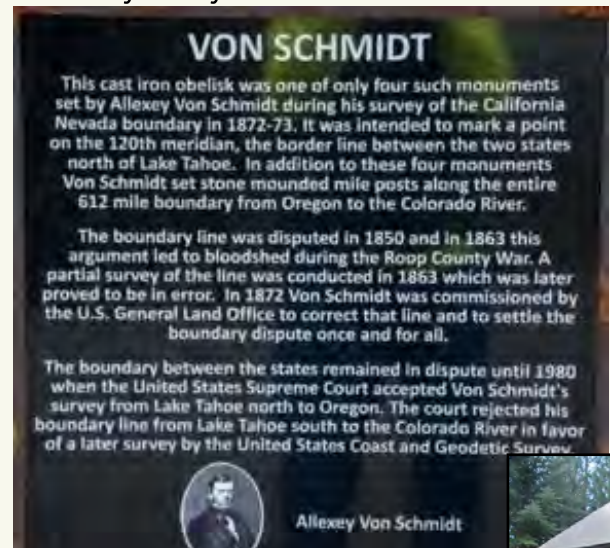 VON SCHMIDT
This cast iron obelisk was one of only four such monuments
set by Allexey Von Schmidt during his survey of the California
Nevada boundary in 1872-73. It was intended to mark a point
on the 120th meridian, the border line between the two states
north of Lake Tahoe. In addition to these four monuments
Von Schmidt set stone mounded mile posts along the entire
612 mile boundary from Oregon to the Colorado River.
The boundary line was disputed in 1850 and in 1863 this
argument led to bloodshed during the Roop County War. A
partial survey of the line was conducted in 1863 which was later
proved to be in error. In 1872 Von Schmidt was commissioned by
the U.S. General Land Office to correct that line and to settle the
boundary dispute once and for all.
The boundary between the states remained in dispute until 1980
when the United States Supreme Court accepted Von Schmidt's
survey from Lake Tahoe north to Oregon. The court rejected his
boundary line from Lake Tahoe south to the Colorado River in favor
of a later survey by the United States Coast and Geodetic Survey.
Allexey Von Schmidt